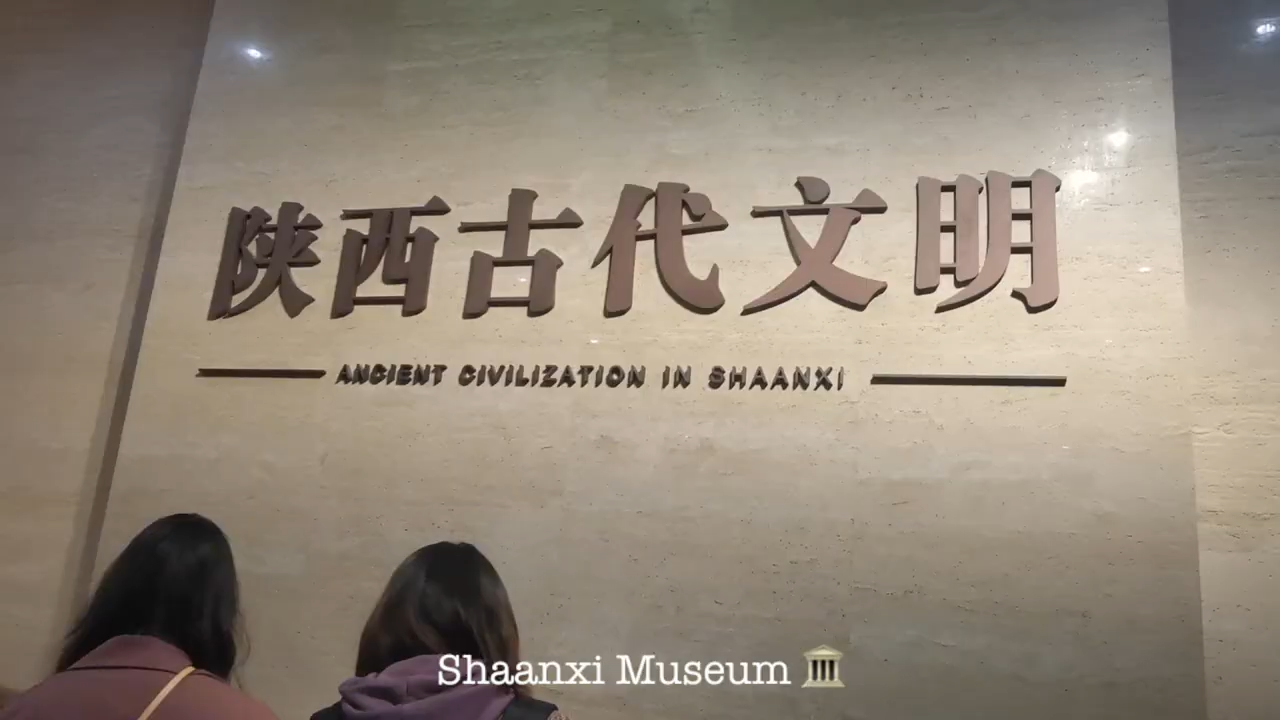 陕西古代文明
ANCIENT CIVILIZATION IN SHAANXI
Shaanxi Museum 🏛